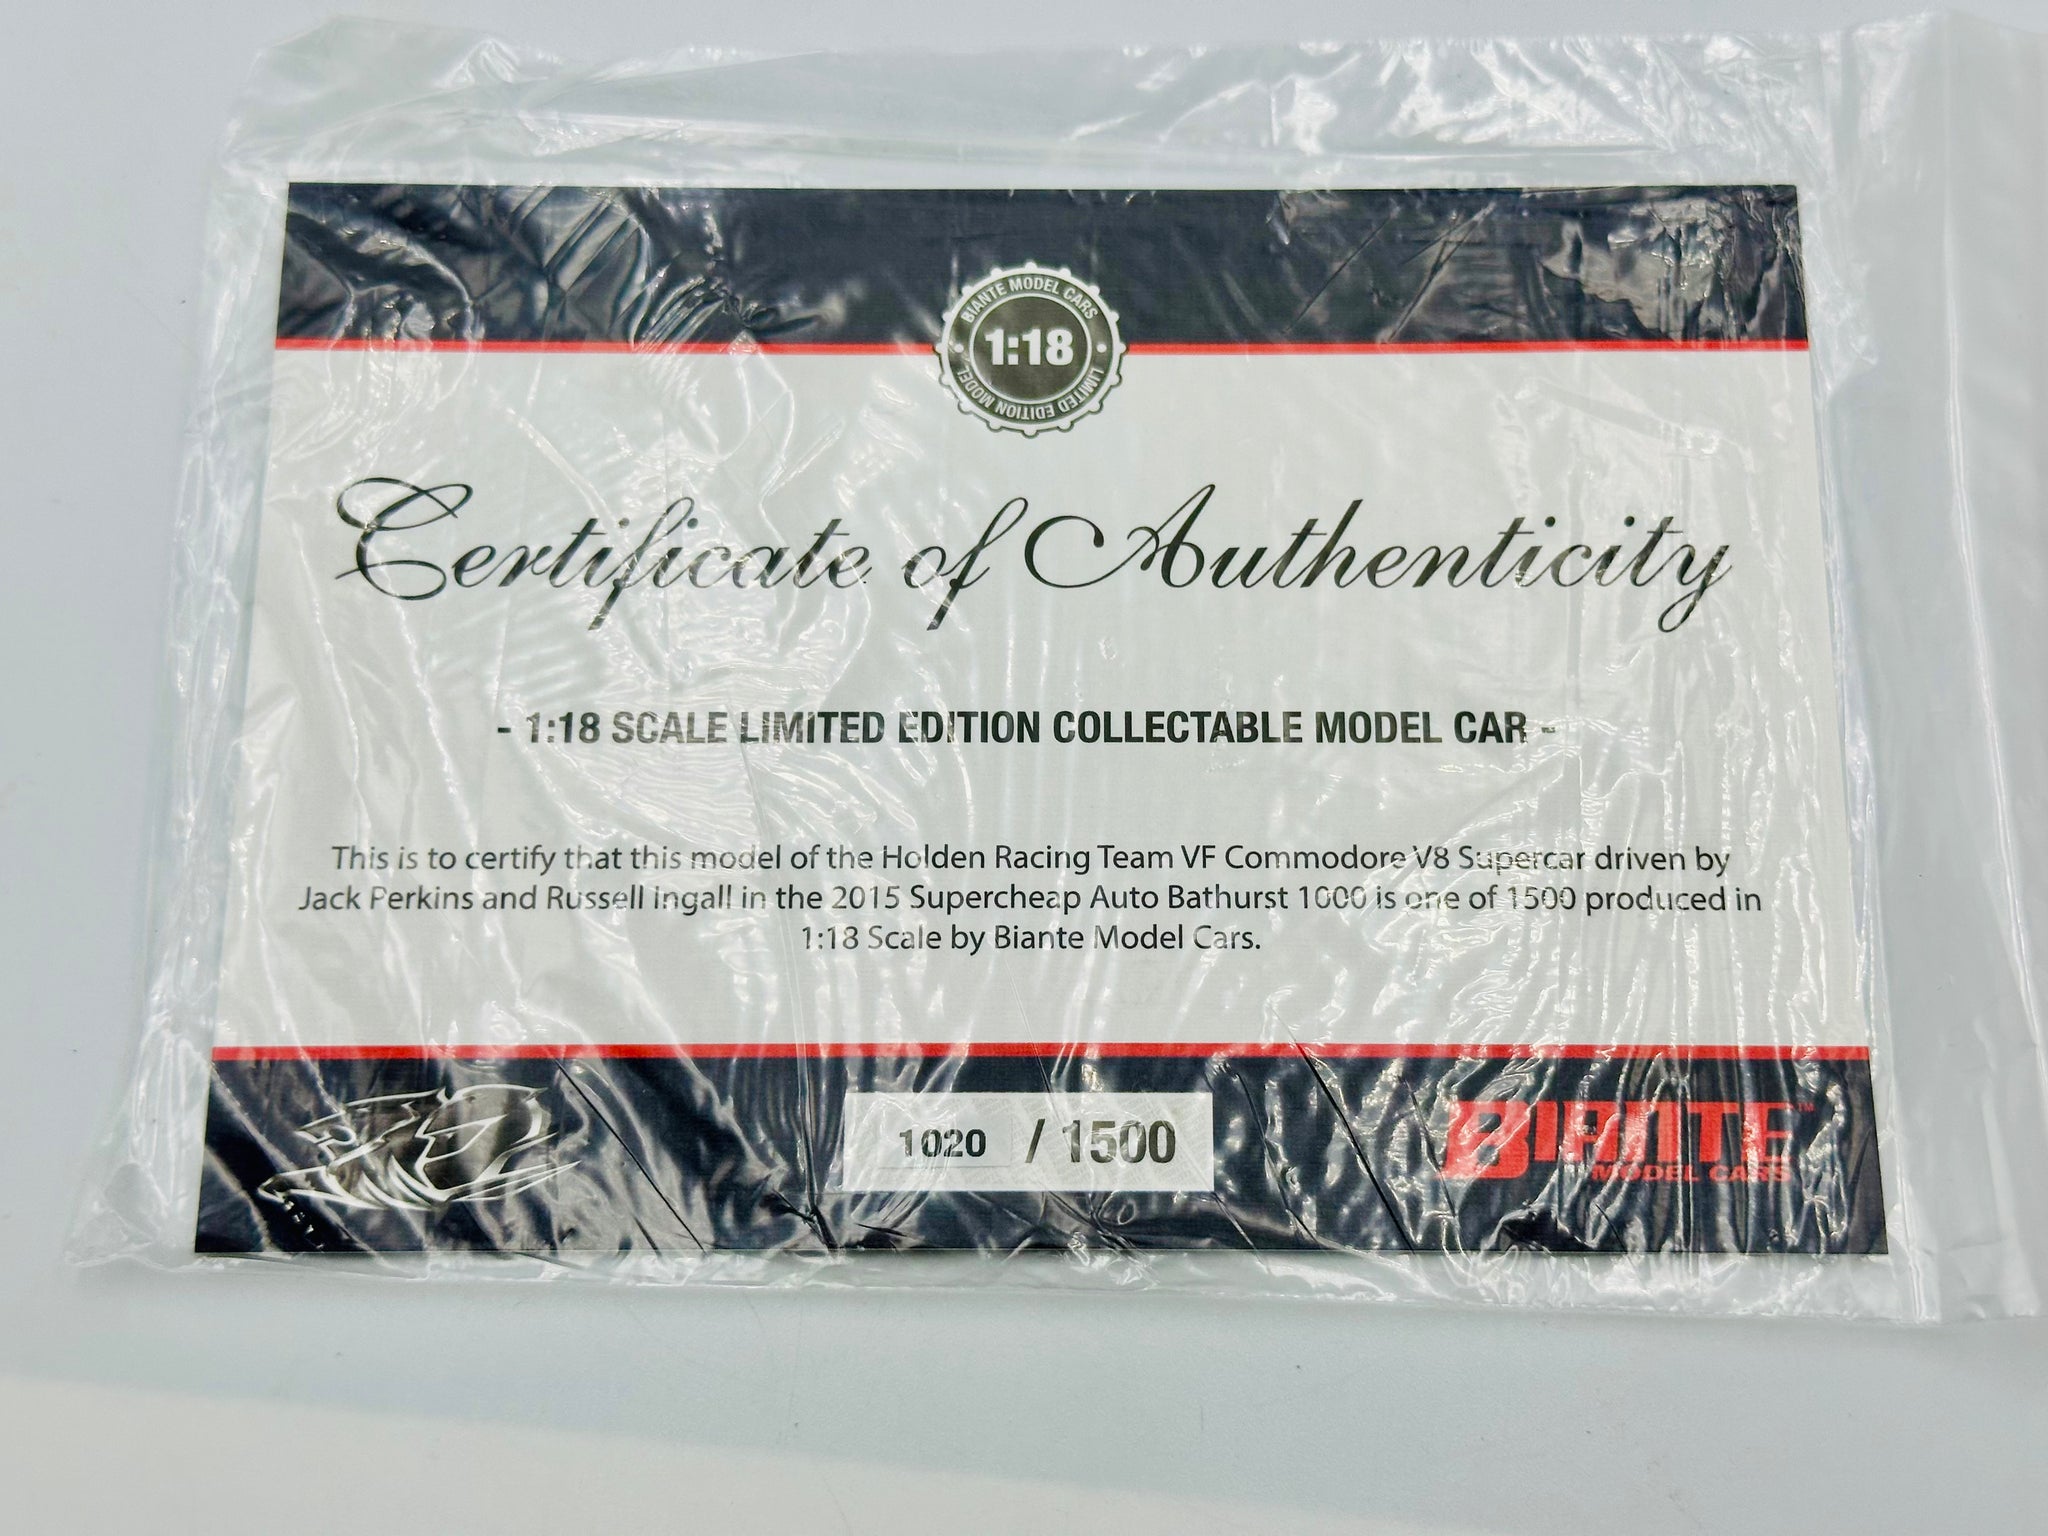 BIANTE MODEL CARS
1:18
LIMITED EDITION MODEL
Certificate of Authenticity
- 1:18 SCALE LIMITED EDITION COLLECTABLE MODEL CAR -
This is to certify that this model of the Holden Racing Team VF Commodore V8 Supercar driven by
Jack Perkins and Russell Ingall in the 2015 Supercheap Auto Bathurst 1000 is one of 1500 produced in
1:18 Scale by Biante Model Cars.
1020 / 1500
BIANTE™
MODEL CARS